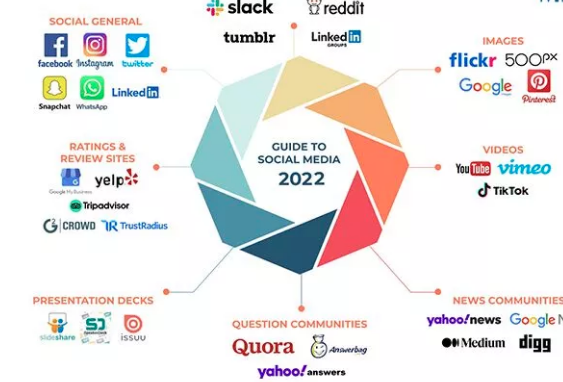 slack
reddit
tumblr
LinkedIn
GROUPS
SOCIAL GENERAL
facebook
Instagram
twitter
Snapchat
WhatsApp
LinkedIn
IMAGES
flickr
500px
Google
Pinterest
RATINGS &
REVIEW SITES
Google My Business
yelp
Tripadvisor
G2 CROWD
TR TrustRadius
GUIDE TO
SOCIAL MEDIA
2022
VIDEOS
YouTube
vimeo
TikTok
PRESENTATION DECKS
slideshare
SJ
issuu
QUESTION COMMUNITIES
Quora
Answerbag
yahoo! answers
NEWS COMMUNITIES
yahoo!news
Google
Medium
digg